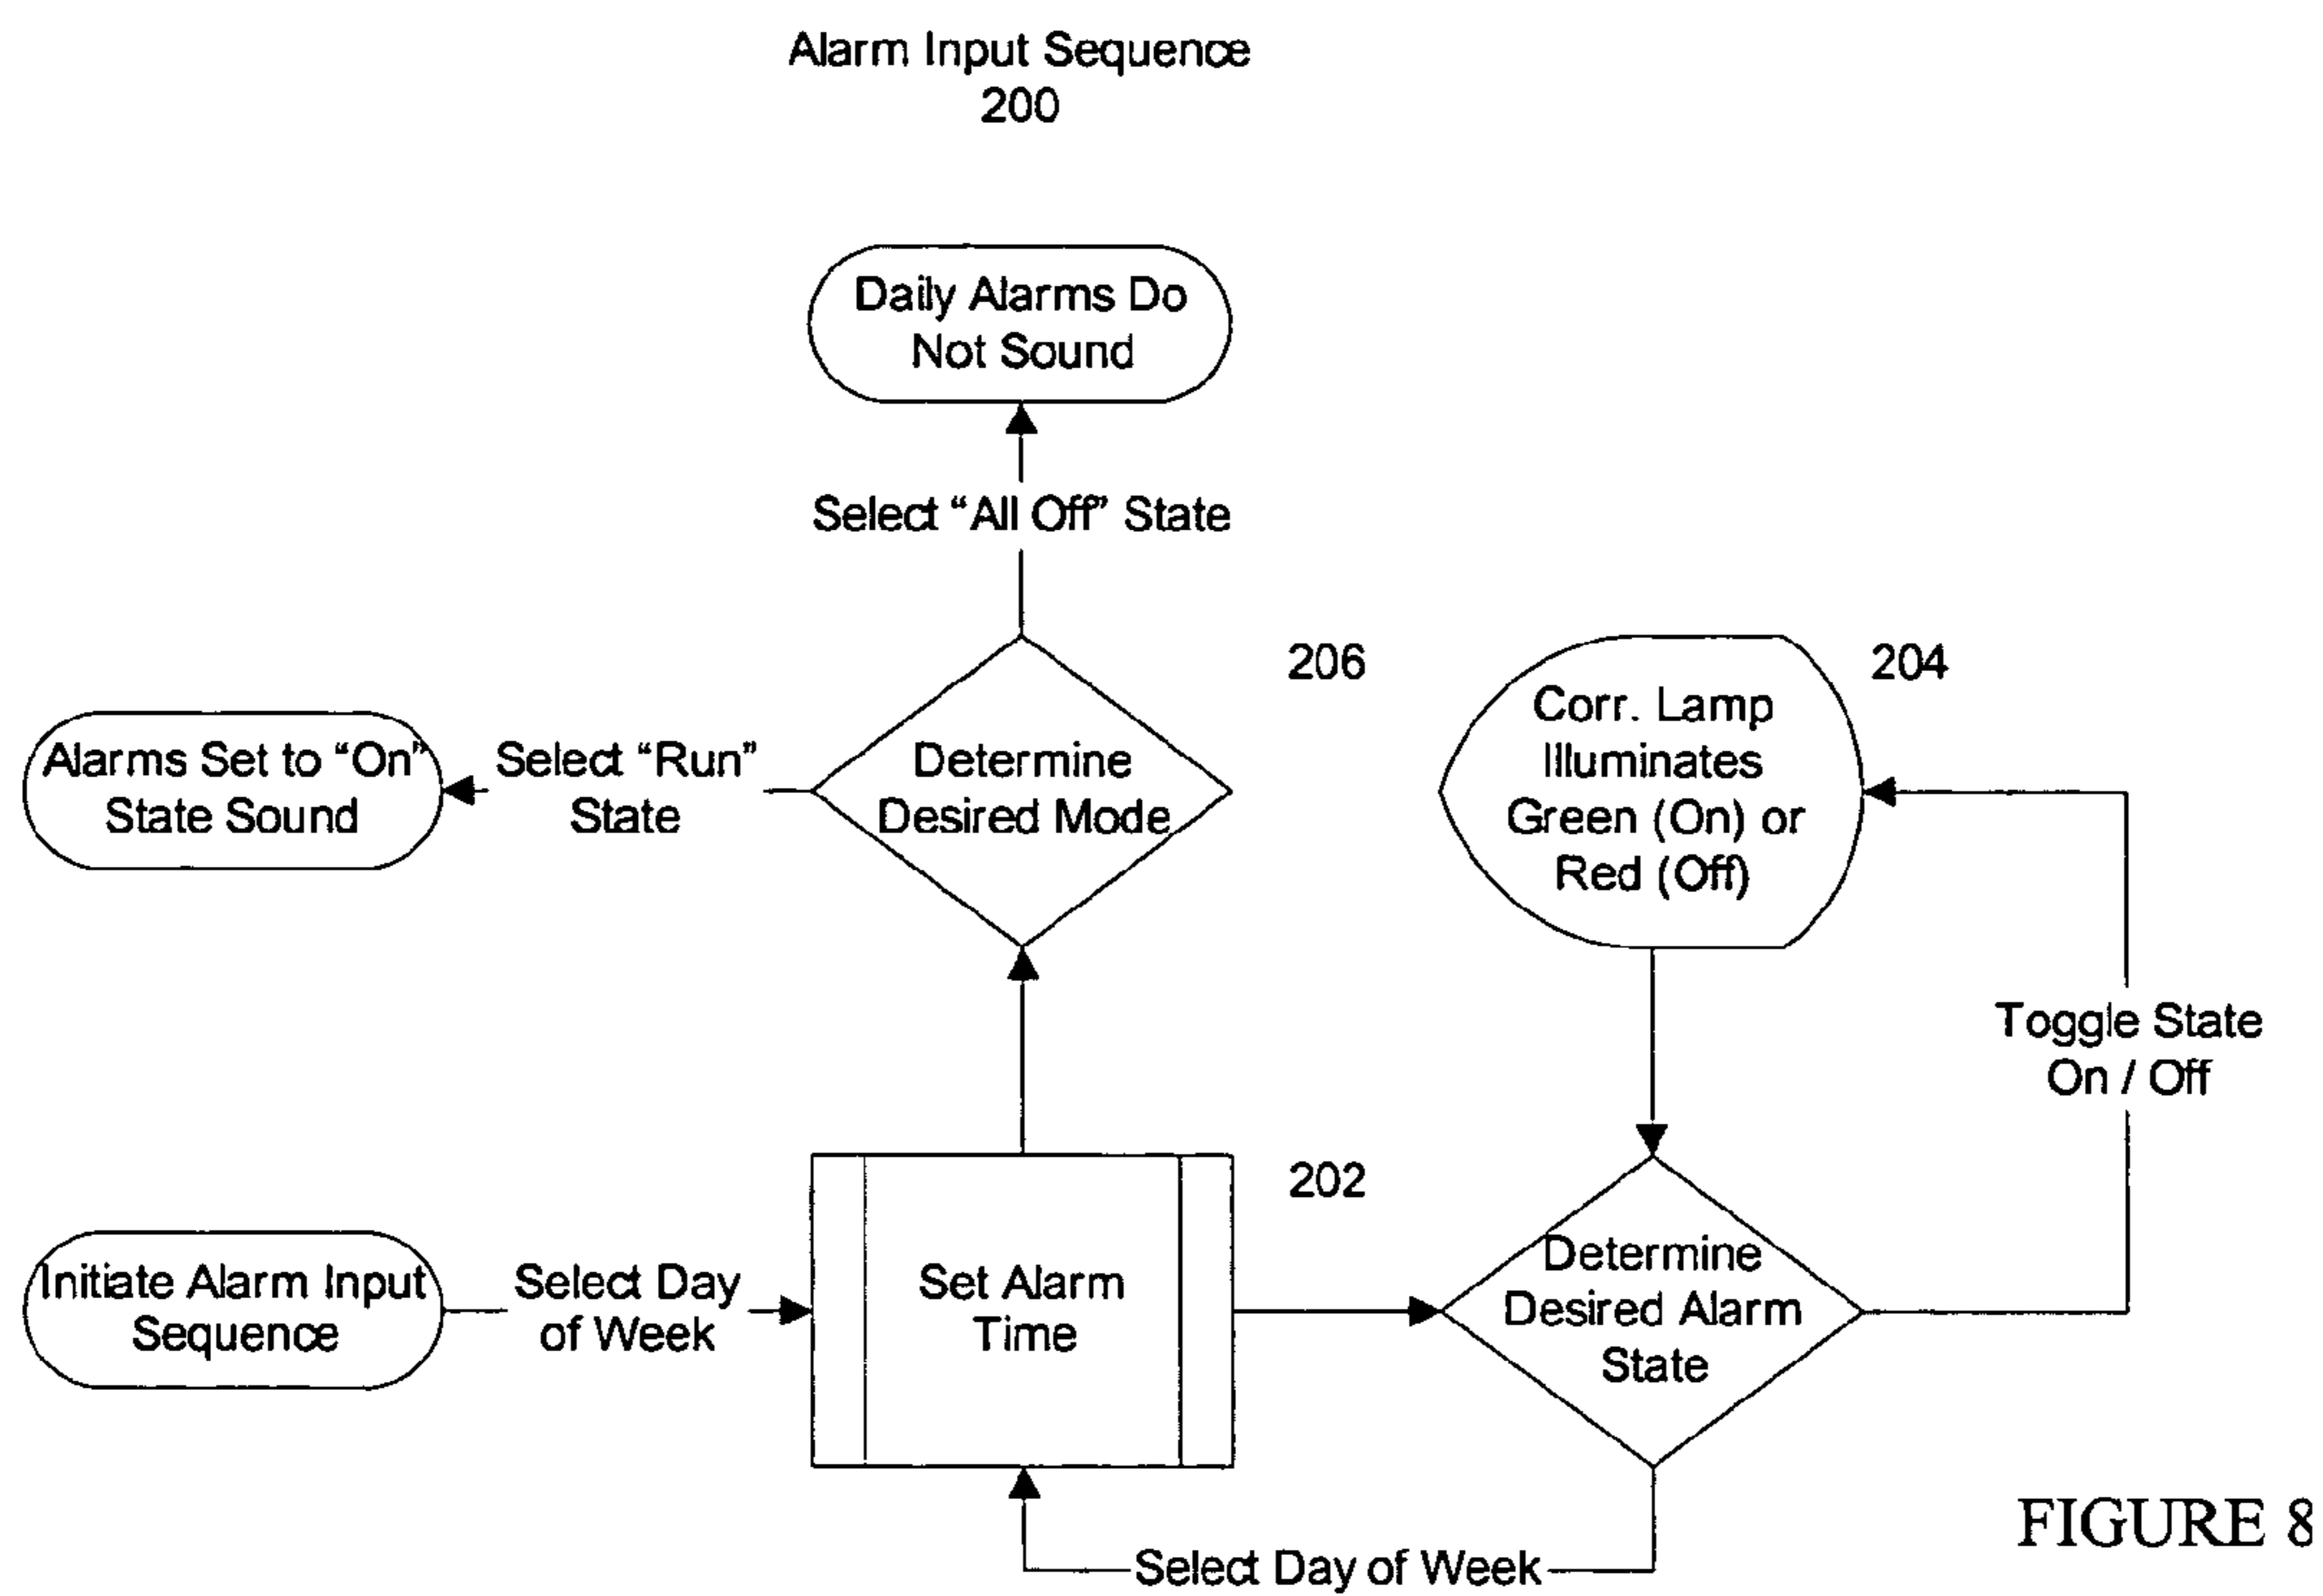 Alarm Input Sequence
200
Daily Alarms Do
Not Sound
Select “All Off” State
206
204
Corr. Lamp
Illuminates
Green (On) or
Red (Off)
Alarms Set to “On”
State Sound
Select “Run”
State
Determine
Desired Mode
Toggle State
On / Off
202
Initiate Alarm Input
Sequence
Select Day
of Week
Set Alarm
Time
Determine
Desired Alarm
State
Select Day of Week
FIGURE 8